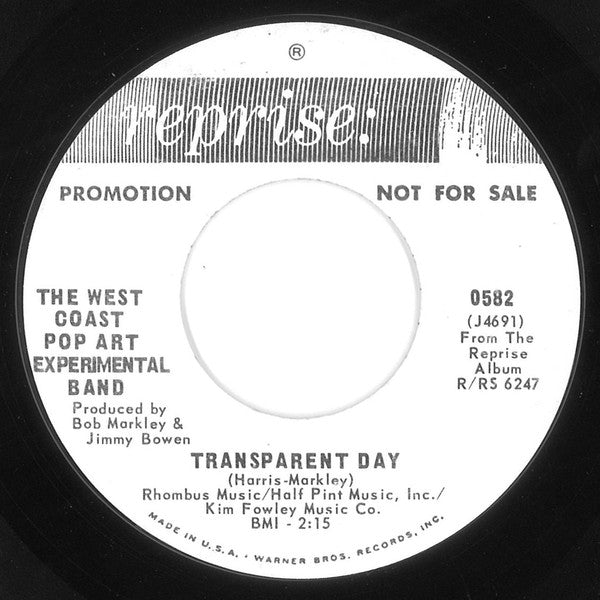 ®
reprise:
PROMOTION
NOT FOR SALE
THE WEST
COAST
POP ART
EXPERIMENTAL
BAND
Produced by
Bob Markley &
Jimmy Bowen
0582
(J4691)
From The
Reprise
Album
R/RS 6247
TRANSPARENT DAY
(Harris-Markley)
Rhombus Music/Half Pint Music, Inc./
Kim Fowley Music Co.
BMI - 2:15
MADE IN U.S.A. • WARNER BROS. RECORDS, INC.